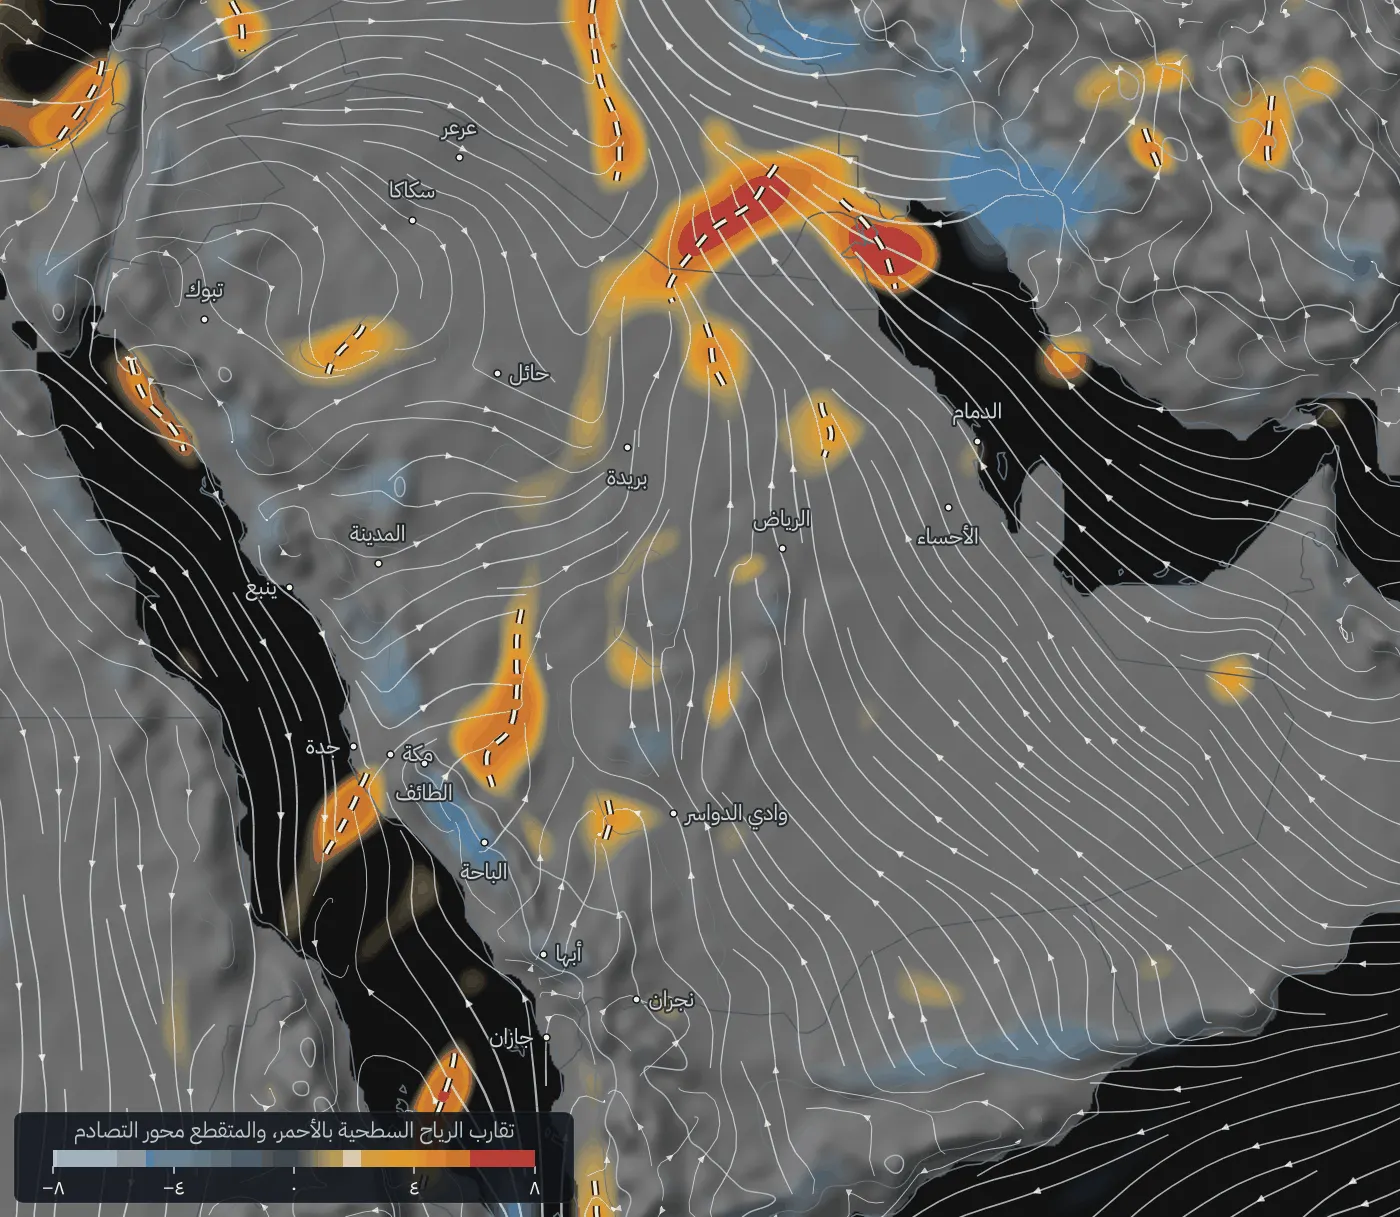 عرعر
سكاكا
تبوك
حائل
الدمام
بريدة
الرياض
الأحساء
المدينة
ينبع
جدة
مكة
الطائف
وادي الدواسر
الباحة
أبها
نجران
جازان
تقارب الرياح السطحية بالأحمر، والمتقطع محور التصادم
−٨ −٤ ٠ ٤ ٨